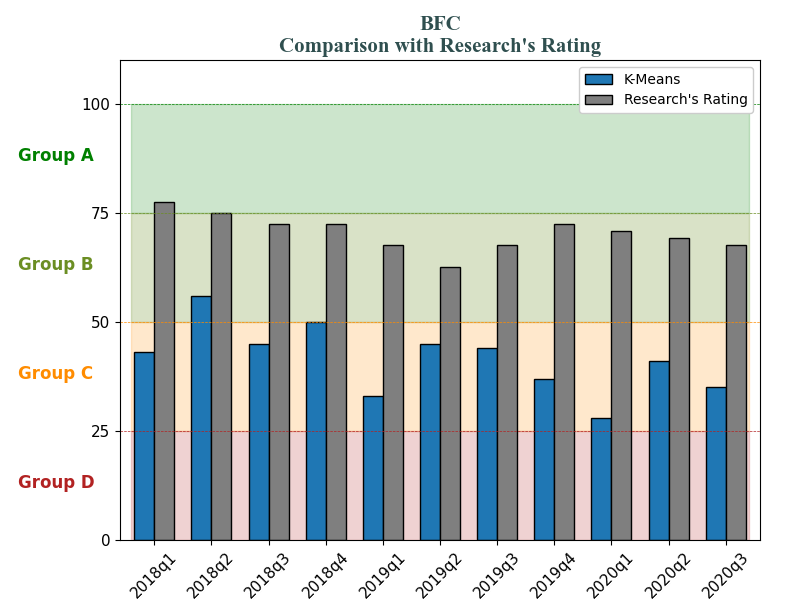 BFC
Comparison with Research's Rating
K-Means
Research's Rating
100
Group A
75
Group B
50
Group C
25
Group D
0
2018q1
2018q2
2018q3
2018q4
2019q1
2019q2
2019q3
2019q4
2020q1
2020q2
2020q3